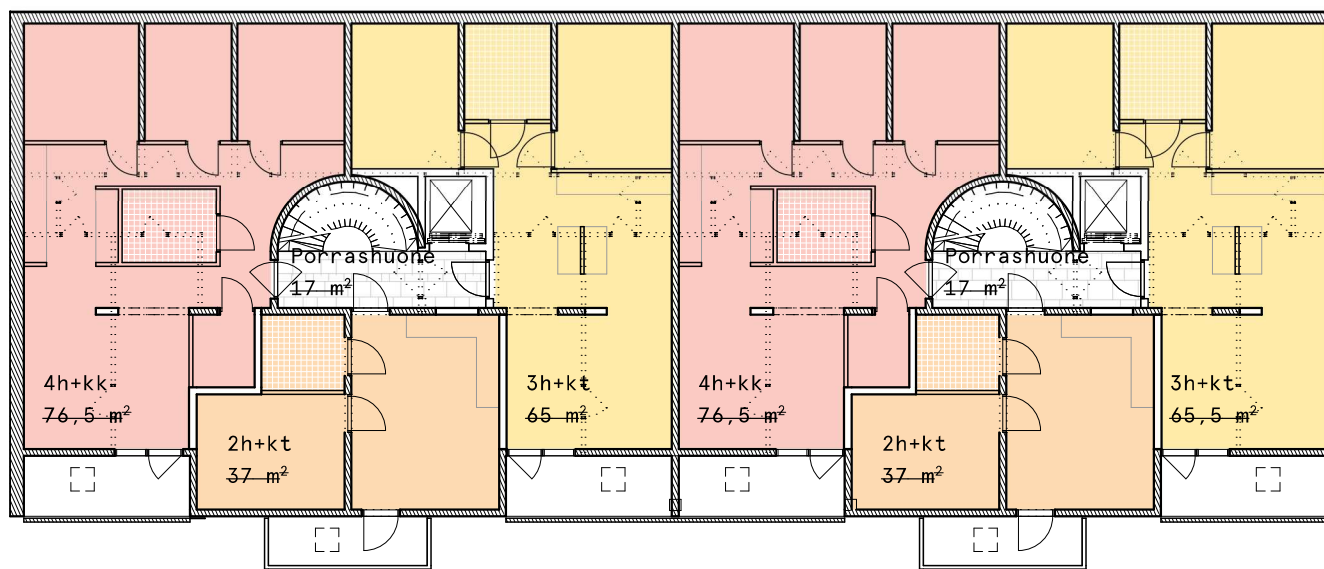 Porrashuone
17 m²
Porrashuone
17 m²
4h+kk
76,5 m²
3h+kt
65 m²
4h+kk
76,5 m²
3h+kt
65,5 m²
2h+kt
37 m²
2h+kt
37 m²